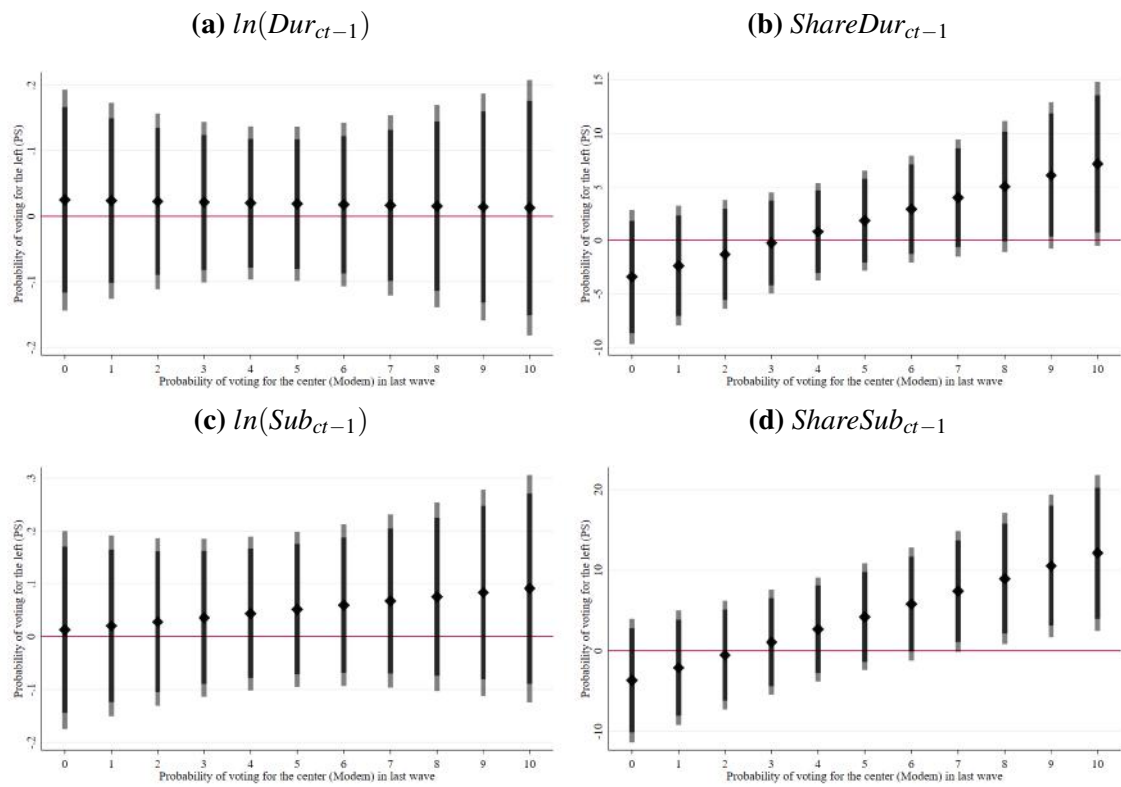 (a) ln(Dur_{ct−1})
(b) ShareDur_{ct−1}
Probability of voting for the left (PS)
.2
.1
0
-.1
-.2
0 1 2 3 4 5 6 7 8 9 10
Probability of voting for the center (Modem) in last wave
Probability of voting for the left (PS)
15
10
5
0
-5
-10
0 1 2 3 4 5 6 7 8 9 10
Probability of voting for the center (Modem) in last wave
(c) ln(Sub_{ct−1})
(d) ShareSub_{ct−1}
Probability of voting for the left (PS)
.3
.2
.1
0
-.1
-.2
0 1 2 3 4 5 6 7 8 9 10
Probability of voting for the center (Modem) in last wave
Probability of voting for the left (PS)
20
10
0
-10
0 1 2 3 4 5 6 7 8 9 10
Probability of voting for the center (Modem) in last wave